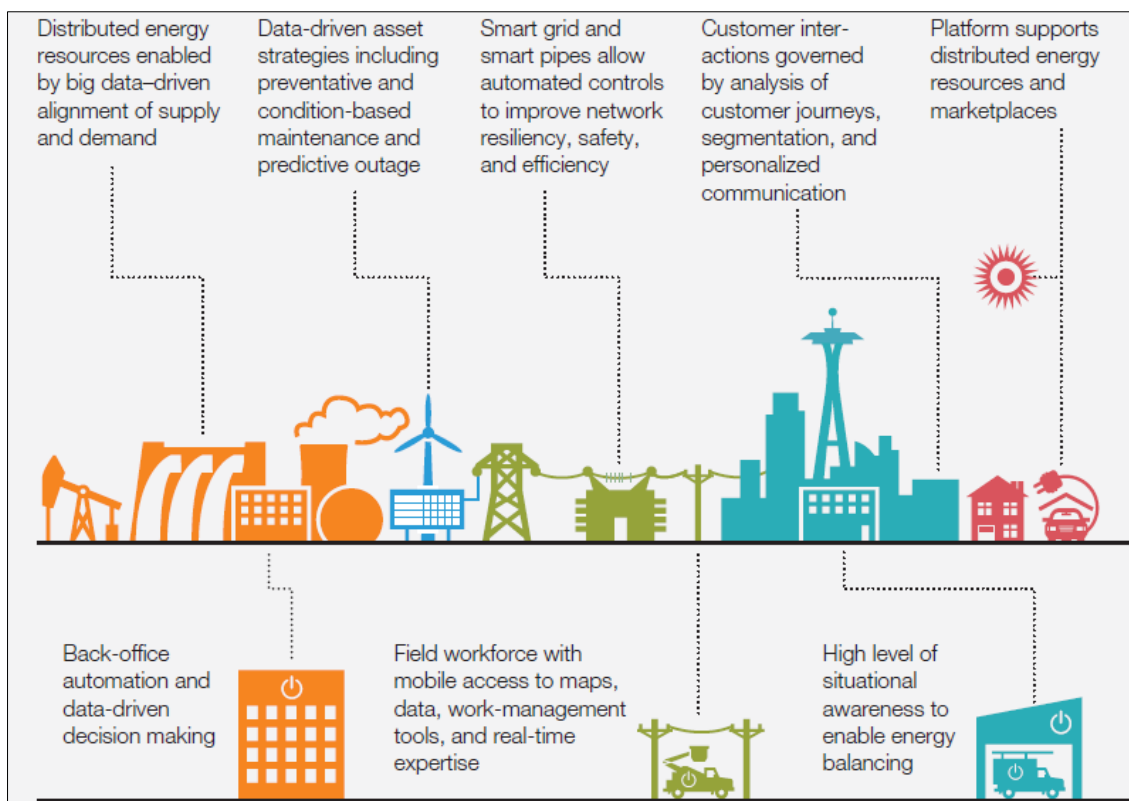 Distributed energy
resources enabled
by big data–driven
alignment of supply
and demand
Data-driven asset
strategies including
preventative and
condition-based
maintenance and
predictive outage
Smart grid and
smart pipes allow
automated controls
to improve network
resiliency, safety,
and efficiency
Customer inter-
actions governed
by analysis of
customer journeys,
segmentation, and
personalized
communication
Platform supports
distributed energy
resources and
marketplaces
Back-office
automation and
data-driven
decision making
Field workforce with
mobile access to maps,
data, work-management
tools, and real-time
expertise
High level of
situational
awareness to
enable energy
balancing